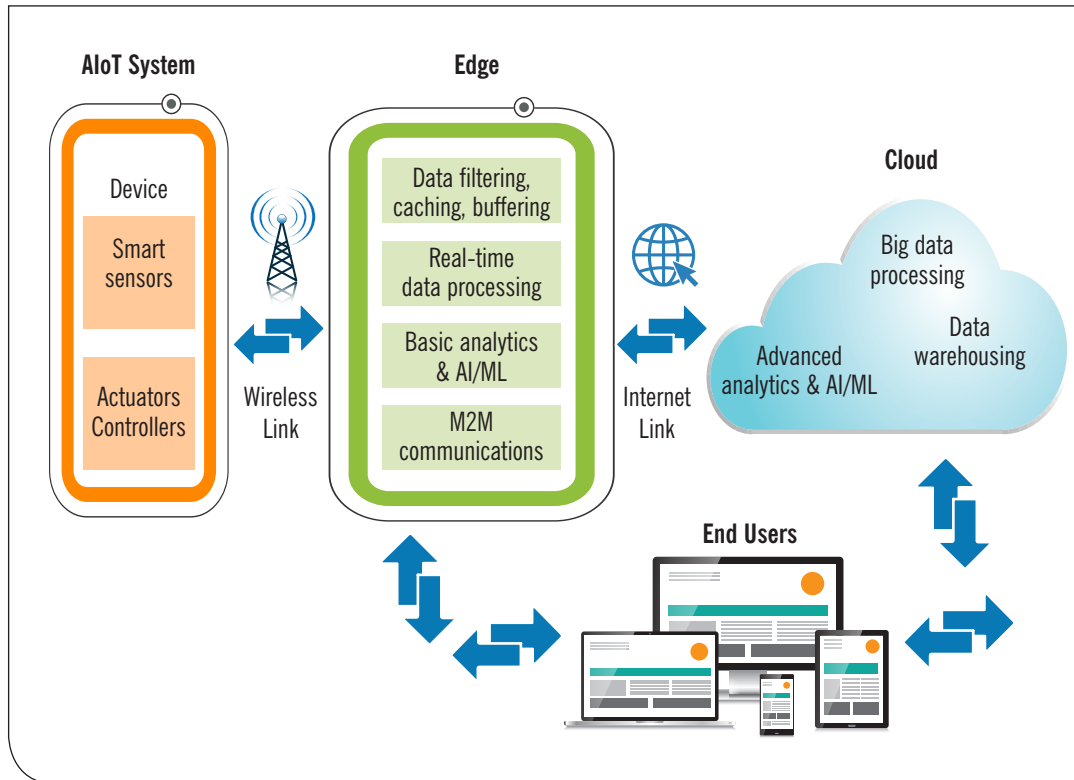 AIoT System
Device
Smart
sensors
Actuators
Controllers
Wireless
Link
Edge
Data filtering,
caching, buffering
Real-time
data processing
Basic analytics
& AI/ML
M2M
communications
Internet
Link
Cloud
Big data
processing
Data
warehousing
Advanced
analytics & AI/ML
End Users